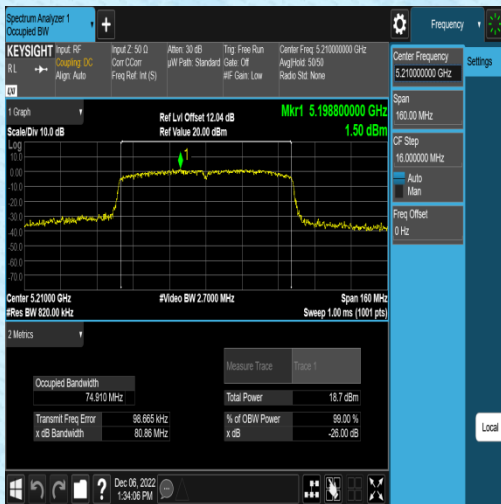 Spectrum Analyzer 1
Occupied BW
+
Frequency
KEYSIGHT
RL
LXI
Input: RF
Coupling: DC
Align: Auto
Input Z: 50 Ω
Corr CCorr
Freq Ref: Int (S)
Atten: 30 dB
µW Path: Standard
Trig: Free Run
Gate: Off
#IF Gain: Low
Center Freq: 5.210000000 GHz
Avg|Hold: 50/50
Radio Std: None
Center Frequency
5.210000000 GHz
Settings
Span
160.00 MHz
CF Step
16.000000 MHz
Auto
Man
Freq Offset
0 Hz
1 Graph
Scale/Div 10.0 dB
Ref Lvl Offset 12.04 dB
Ref Value 20.00 dBm
Mkr1 5.198800000 GHz
1.50 dBm
Log
10.0
0.00
-10.0
-20.0
-30.0
-40.0
-50.0
-60.0
-70.0
1
Center 5.21000 GHz
#Res BW 820.00 kHz
#Video BW 2.7000 MHz
Span 160 MHz
Sweep 1.00 ms (1001 pts)
2 Metrics
Measure Trace
Trace 1
Occupied Bandwidth
74.910 MHz
Total Power
18.7 dBm
Transmit Freq Error
98.665 kHz
% of OBW Power
99.00 %
x dB Bandwidth
80.86 MHz
x dB
-26.00 dB
Local
?
Dec 06, 2022
1:34:06 PM